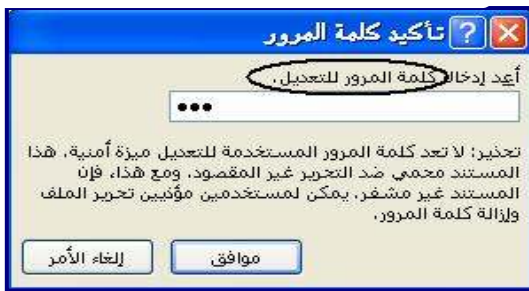 تأكيد كلمة المرور
أعد إدخال كلمة المرور للتعديل.
•••
تحذير: لا تعد كلمة المرور المستخدمة للتعديل ميزة أمنية. هذا
المستند محمي ضد التحرير غير المقصود. ومع هذا، فإن
المستند غير مشفر. يمكن لمستخدمين مؤذيين تحرير الملف
وإزالة كلمة المرور.
موافق
إلغاء الأمر